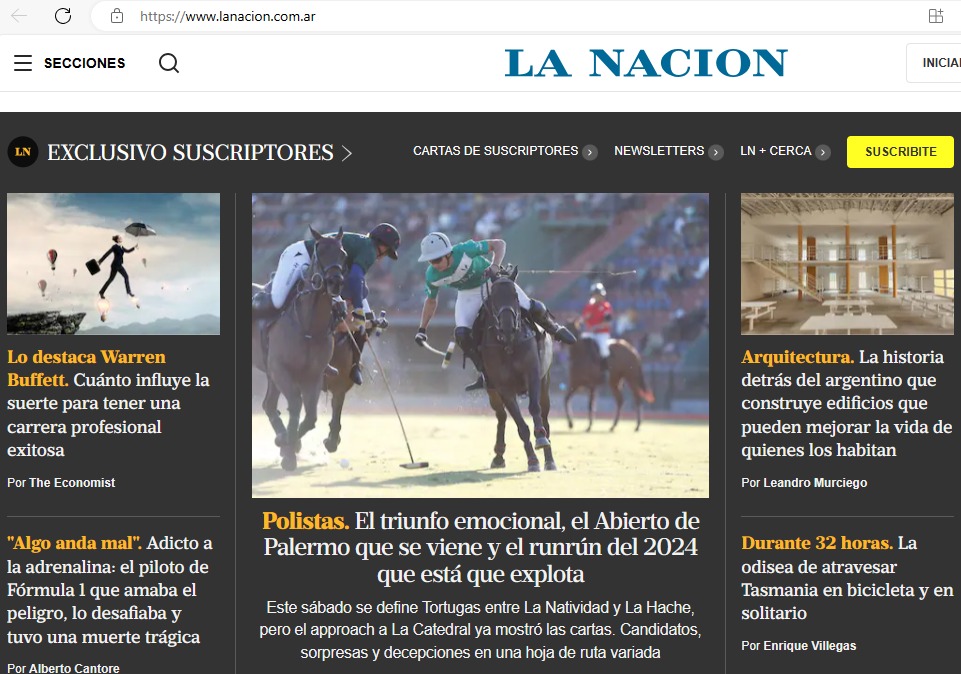 https://www.lanacion.com.ar
SECCIONES
LA NACION
INICIA
LN EXCLUSIVO SUSCRIPTORES
CARTAS DE SUSCRIPTORES
NEWSLETTERS
LN + CERCA
SUSCRIBITE
Lo destaca Warren
Buffett. Cuánto influye la
suerte para tener una
carrera profesional
exitosa
Por The Economist
"Algo anda mal". Adicto a
la adrenalina: el piloto de
Fórmula 1 que amaba el
peligro, lo desafiaba y
tuvo una muerte trágica
Por Alberto Cantore
Polistas. El triunfo emocional, el Abierto de
Palermo que se viene y el runrún del 2024
que está que explota
Este sábado se define Tortugas entre La Natividad y La Hache,
pero el approach a La Catedral ya mostró las cartas. Candidatos,
sorpresas y decepciones en una hoja de ruta variada
Arquitectura. La historia
detrás del argentino que
construye edificios que
pueden mejorar la vida de
quienes los habitan
Por Leandro Murciego
Durante 32 horas. La
odisea de atravesar
Tasmania en bicicleta y en
solitario
Por Enrique Villegas